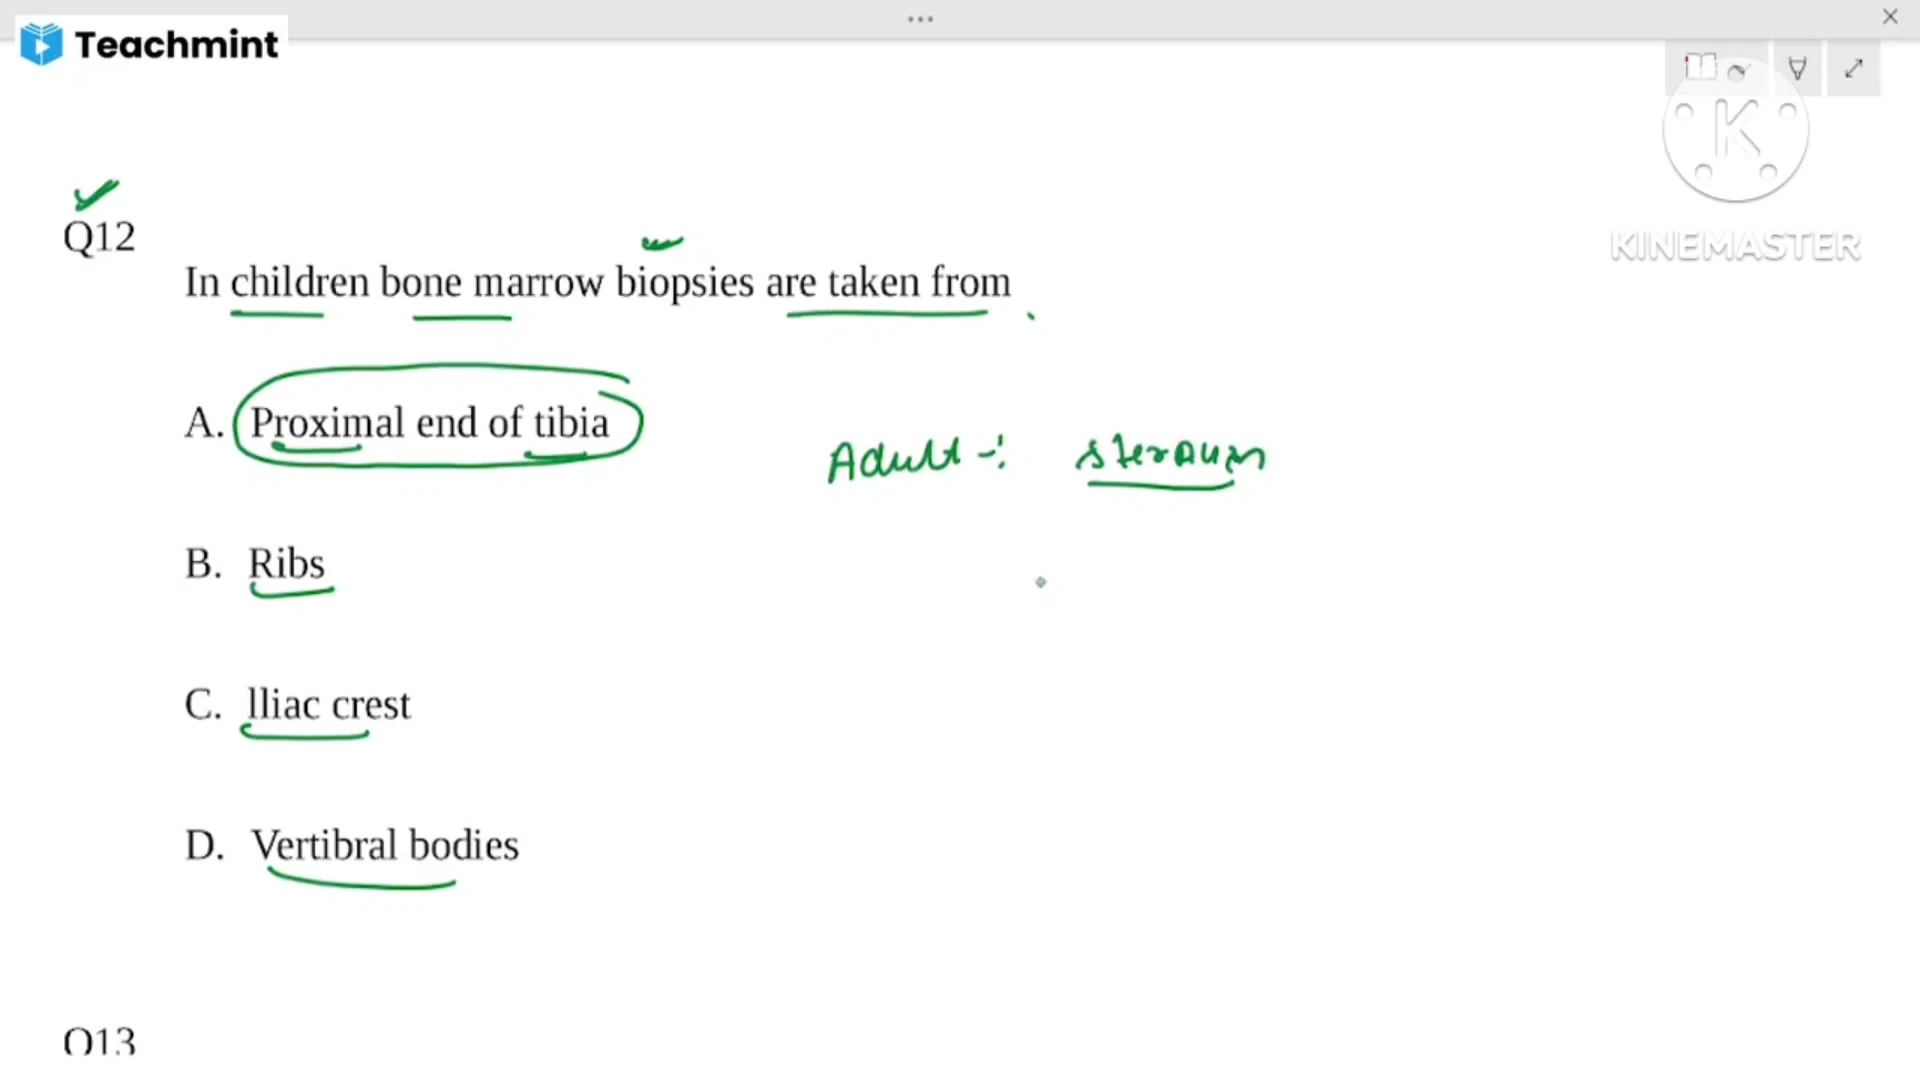 Teachmint
KINEMASTER
Q12
In children bone marrow biopsies are taken from
A. Proximal end of tibia
Adult -: sternum
B. Ribs
C. lliac crest
D. Vertibral bodies
Q13